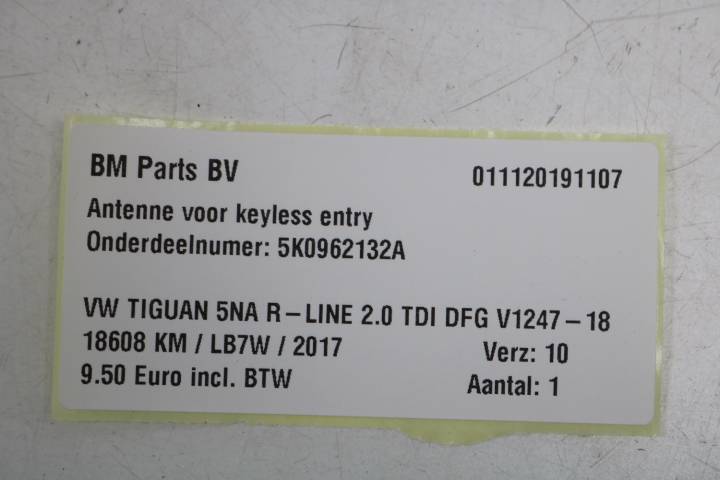 BM Parts BV 011120191107
Antenne voor keyless entry
Onderdeelnumer: 5K0962132A
VW TIGUAN 5NA R-LINE 2.0 TDI DFG V1247-18
18608 KM / LB7W / 2017 Verz: 10
9.50 Euro incl. BTW Aantal: 1